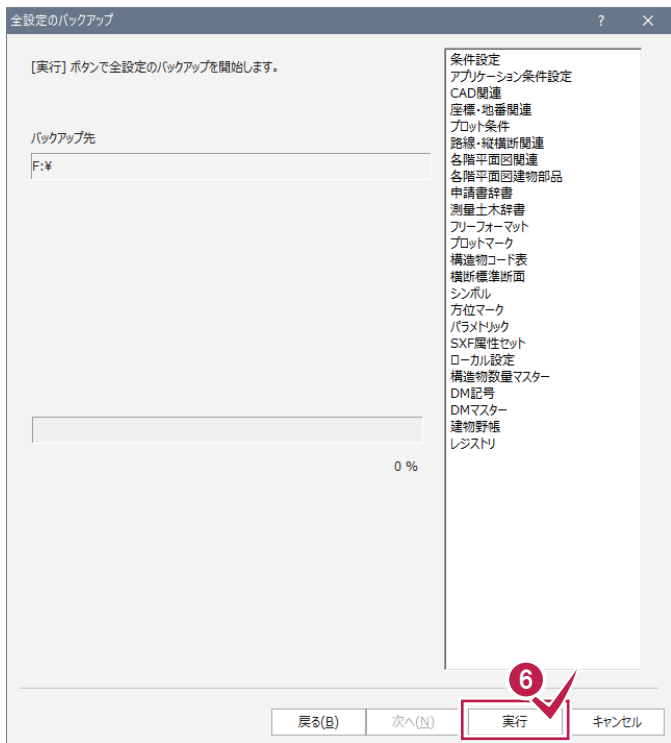 全設定のバックアップ
?
×
[実行] ボタンで全設定のバックアップを開始します。
バックアップ先
F:¥
0 %
条件設定
アプリケーション条件設定
CAD関連
座標・地番関連
プロット条件
路線・縦横断関連
各階平面図関連
各階平面図建物部品
申請書辞書
測量土木辞書
フリーフォーマット
プロットマーク
構造物コード表
横断標準断面
シンボル
方位マーク
パラメトリック
SXF属性セット
ローカル設定
構造物数量マスター
DM記号
DMマスター
建物野帳
レジストリ
6
戻る(B)
次へ(N)
実行
キャンセル